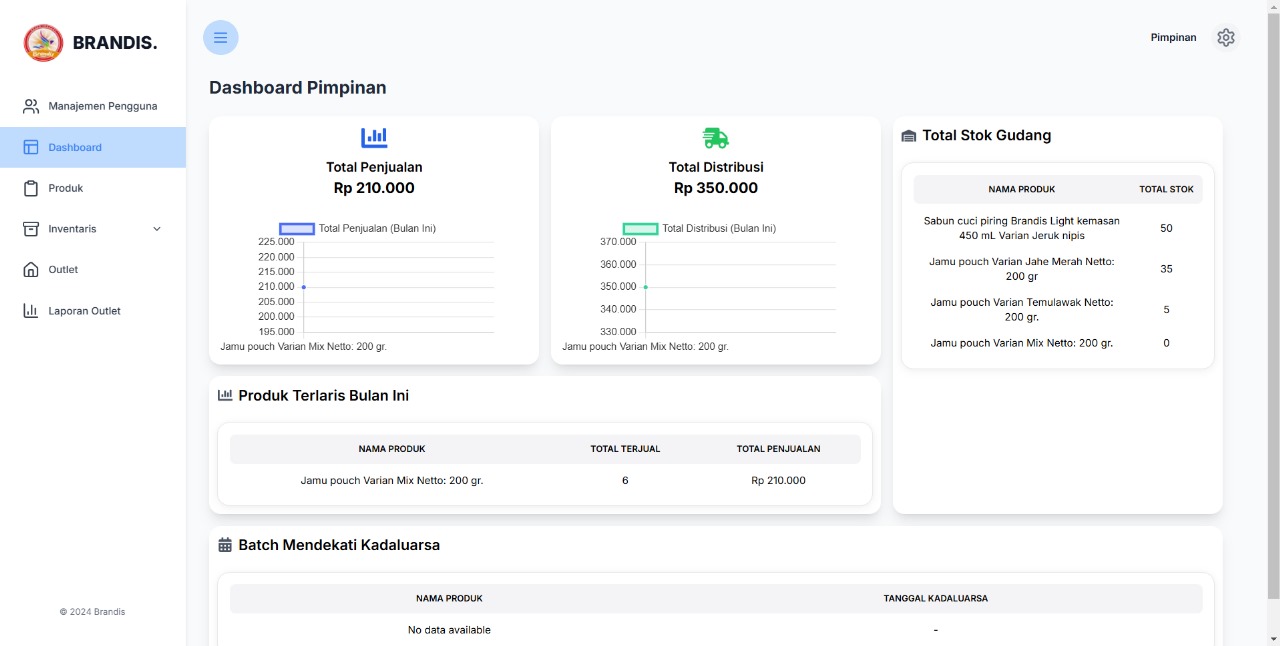 BRANDIS.
Manajemen Pengguna
Dashboard
Produk
Inventaris
Outlet
Laporan Outlet
© 2024 Brandis
Pimpinan
Dashboard Pimpinan
Total Penjualan
Rp 210.000
Total Penjualan (Bulan Ini)
225.000
220.000
215.000
210.000
205.000
200.000
195.000
Jamu pouch Varian Mix Netto: 200 gr.
Total Distribusi
Rp 350.000
Total Distribusi (Bulan Ini)
370.000
360.000
350.000
340.000
330.000
Jamu pouch Varian Mix Netto: 200 gr.
Total Stok Gudang
NAMA PRODUK TOTAL STOK
Sabun cuci piring Brandis Light kemasan
450 mL Varian Jeruk nipis 50
Jamu pouch Varian Jahe Merah Netto:
200 gr 35
Jamu pouch Varian Temulawak Netto:
200 gr. 5
Jamu pouch Varian Mix Netto: 200 gr. 0
Produk Terlaris Bulan Ini
NAMA PRODUK TOTAL TERJUAL TOTAL PENJUALAN
Jamu pouch Varian Mix Netto: 200 gr. 6 Rp 210.000
Batch Mendekati Kadaluarsa
NAMA PRODUK TANGGAL KADALUARSA
No data available -